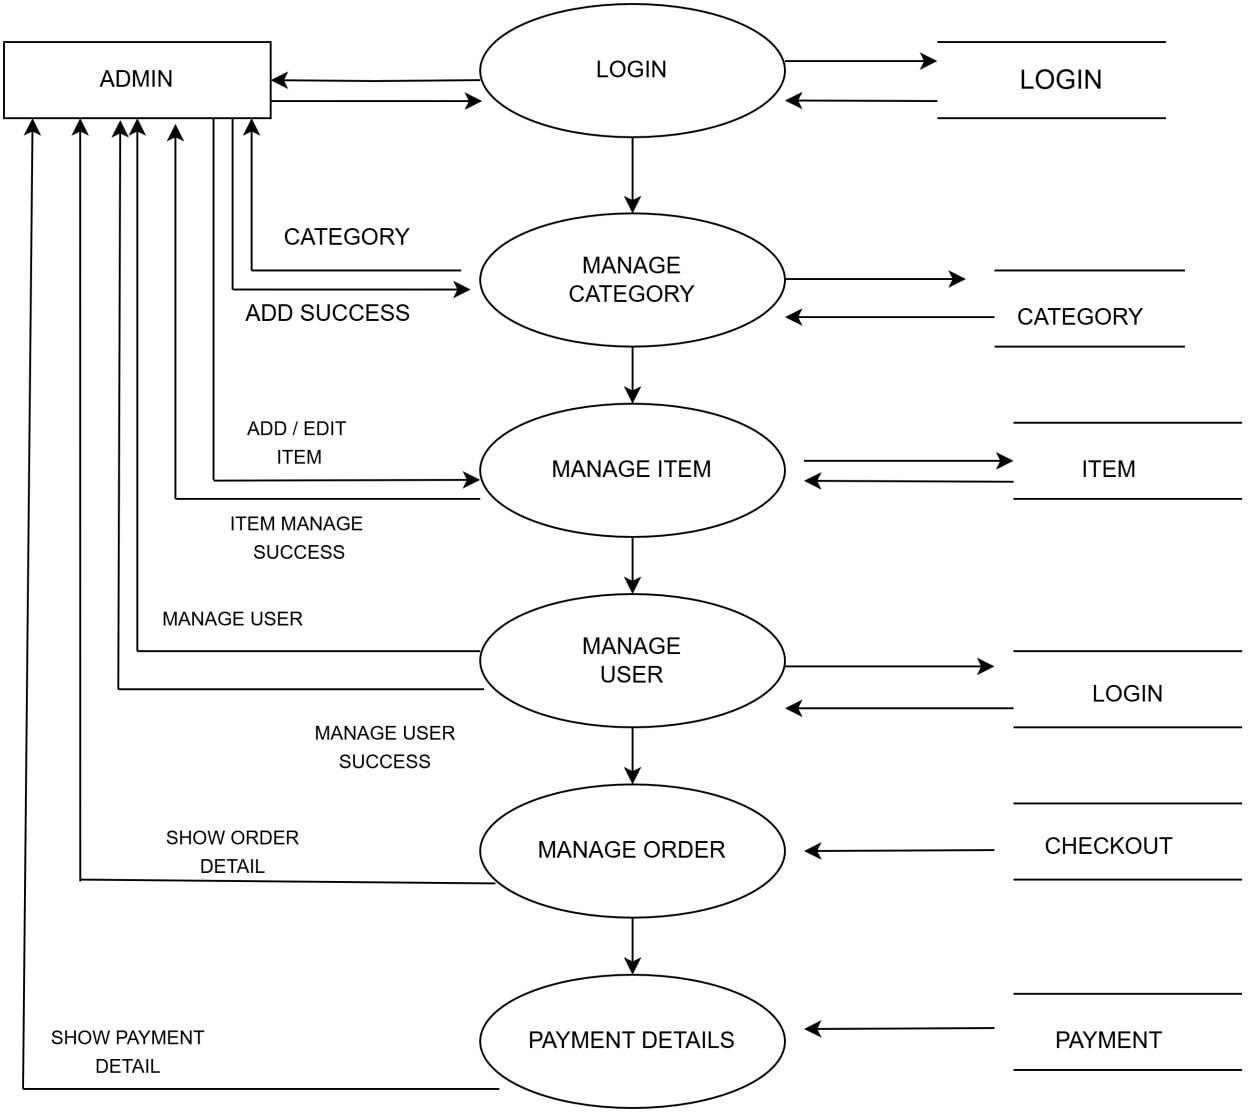 ADMIN
LOGIN
LOGIN
CATEGORY
MANAGE
CATEGORY
ADD SUCCESS
CATEGORY
ADD / EDIT
ITEM
MANAGE ITEM
ITEM
ITEM MANAGE
SUCCESS
MANAGE USER
MANAGE
USER
LOGIN
MANAGE USER
SUCCESS
SHOW ORDER
DETAIL
MANAGE ORDER
CHECKOUT
SHOW PAYMENT
DETAIL
PAYMENT DETAILS
PAYMENT